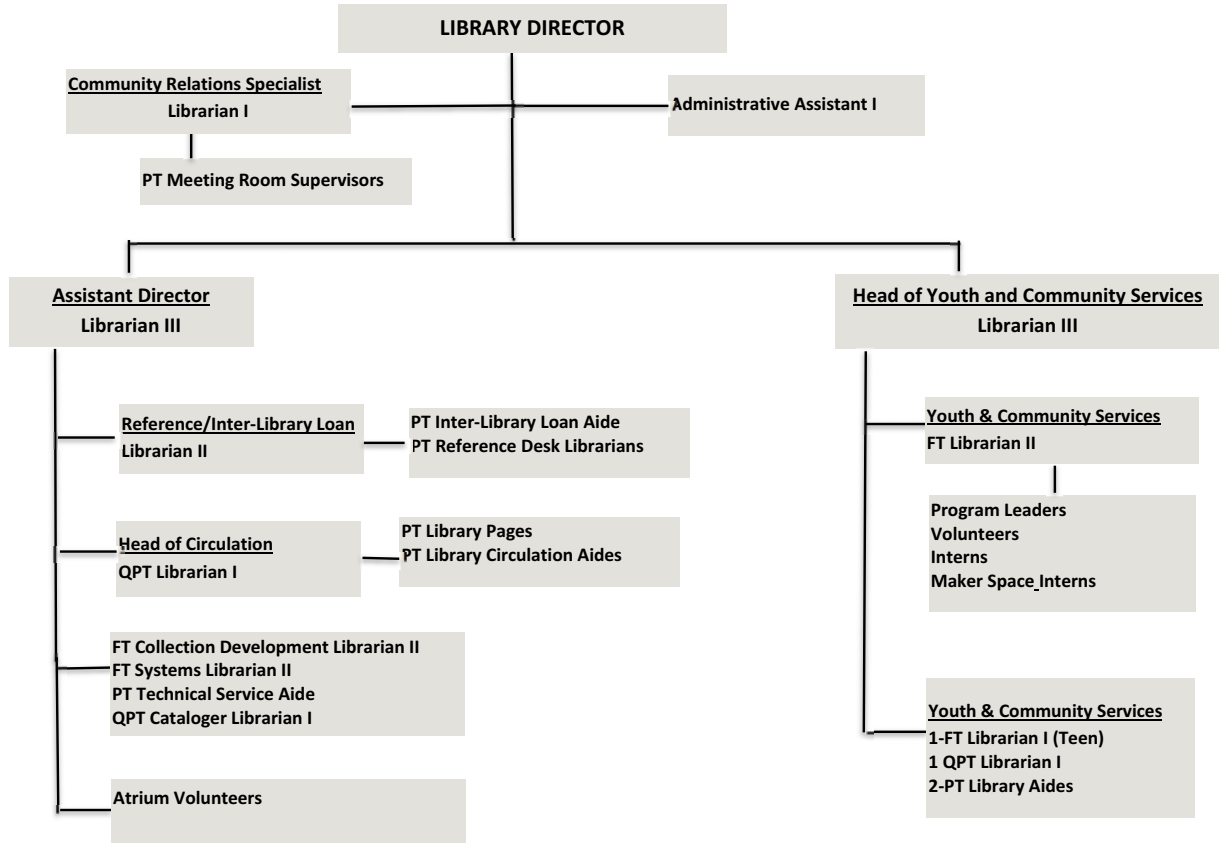 LIBRARY DIRECTOR
Community Relations Specialist
Librarian I
Administrative Assistant I
PT Meeting Room Supervisors
Assistant Director
Librarian III
Head of Youth and Community Services
Librarian III
Reference/Inter-Library Loan
Librarian II
PT Inter-Library Loan Aide
PT Reference Desk Librarians
Youth & Community Services
FT Librarian II
Program Leaders
Volunteers
Interns
Maker Space Interns
Head of Circulation
QPT Librarian I
PT Library Pages
PT Library Circulation Aides
FT Collection Development Librarian II
FT Systems Librarian II
PT Technical Service Aide
QPT Cataloger Librarian I
Youth & Community Services
1-FT Librarian I (Teen)
1 QPT Librarian I
2-PT Library Aides
Atrium Volunteers